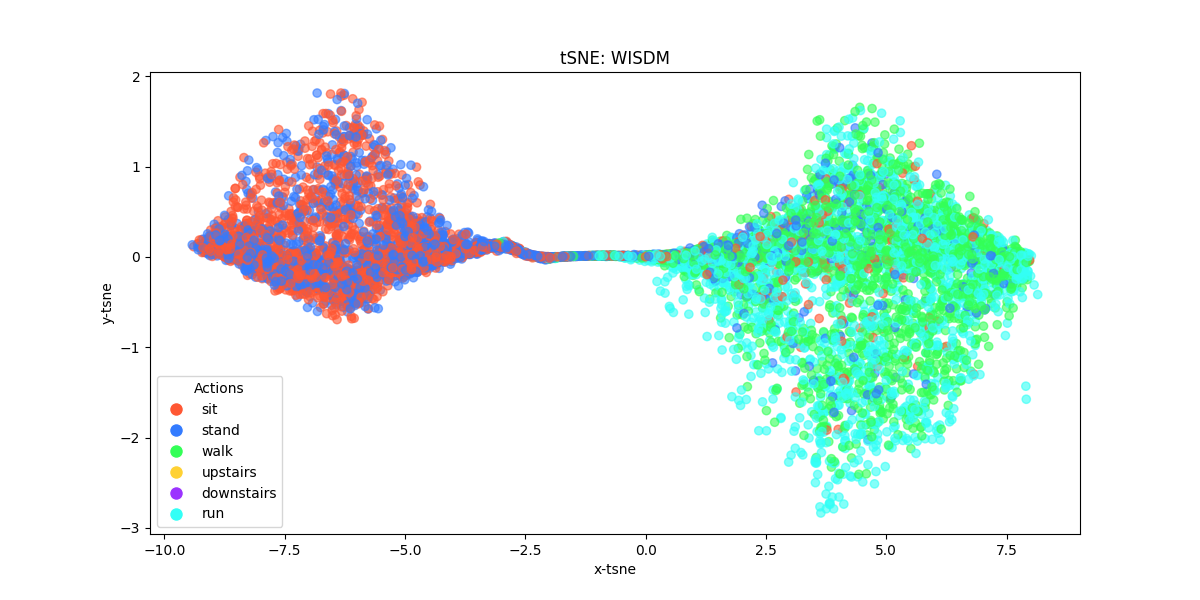 tSNE: WISDM
2
1
0
−1
−2
−3
y-tsne
Actions
sit
stand
walk
upstairs
downstairs
run
−10.0 −7.5 −5.0 −2.5 0.0 2.5 5.0 7.5
x-tsne